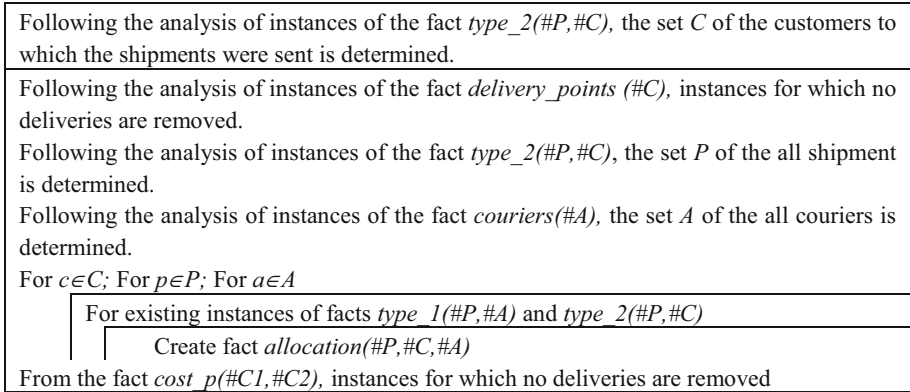 Following the analysis of instances of the fact type_2(#P,#C), the set C of the customers to
which the shipments were sent is determined.
Following the analysis of instances of the fact delivery_points (#C), instances for which no
deliveries are removed.
Following the analysis of instances of the fact type_2(#P,#C), the set P of the all shipment
is determined.
Following the analysis of instances of the fact couriers(#A), the set A of the all couriers is
determined.
For c∈C; For p∈P; For a∈A
For existing instances of facts type_1(#P,#A) and type_2(#P,#C)
Create fact allocation(#P,#C,#A)
From the fact cost_p(#C1,#C2), instances for which no deliveries are removed